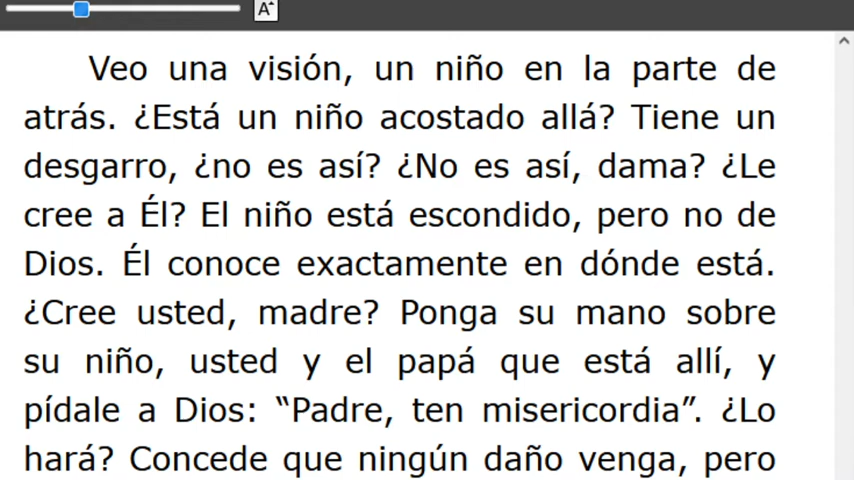 Veo una visión, un niño en la parte de
atrás. ¿Está un niño acostado allá? Tiene un
desgarro, ¿no es así? ¿No es así, dama? ¿Le
cree a Él? El niño está escondido, pero no de
Dios. Él conoce exactamente en dónde está.
¿Cree usted, madre? Ponga su mano sobre
su niño, usted y el papá que está allí, y
pídale a Dios: “Padre, ten misericordia”. ¿Lo
hará? Concede que ningún daño venga, pero